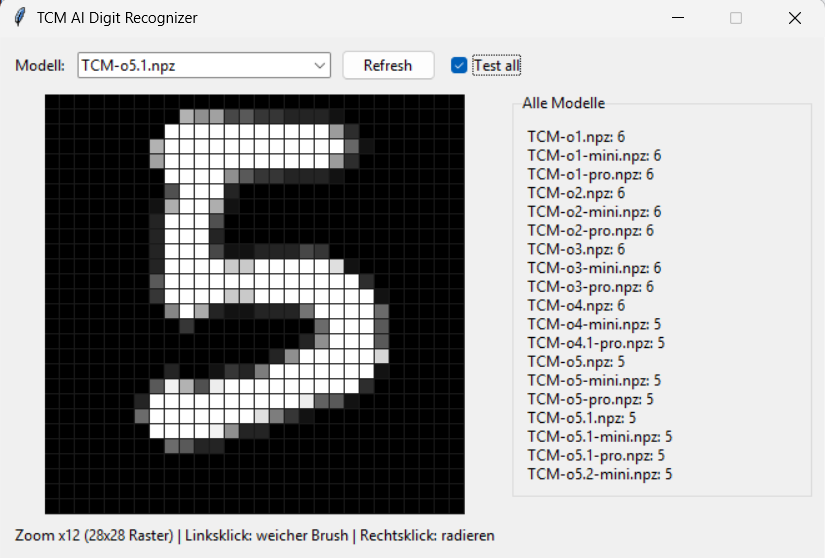 TCM AI Digit Recognizer
Modell: TCM-o5.1.npz Refresh Test all
5
Alle Modelle
TCM-o1.npz: 6
TCM-o1-mini.npz: 6
TCM-o1-pro.npz: 6
TCM-o2.npz: 6
TCM-o2-mini.npz: 6
TCM-o2-pro.npz: 6
TCM-o3.npz: 6
TCM-o3-mini.npz: 6
TCM-o3-pro.npz: 6
TCM-o4.npz: 6
TCM-o4-mini.npz: 5
TCM-o4.1-pro.npz: 5
TCM-o5.npz: 5
TCM-o5-mini.npz: 5
TCM-o5-pro.npz: 5
TCM-o5.1.npz: 5
TCM-o5.1-mini.npz: 5
TCM-o5.1-pro.npz: 5
TCM-o5.2-mini.npz: 5
Zoom x12 (28x28 Raster) | Linksklick: weicher Brush | Rechtsklick: radieren